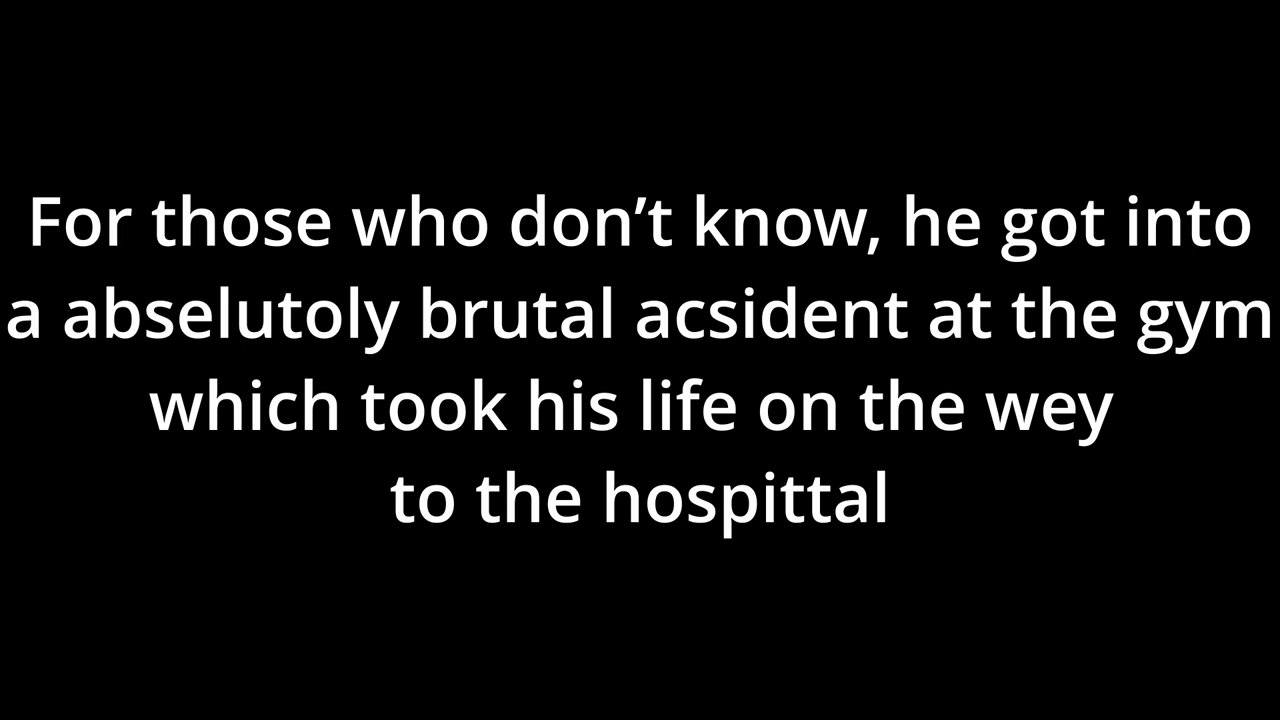 For those who don’t know, he got into
a abselutoly brutal acsident at the gym
which took his life on the wey
to the hospittal